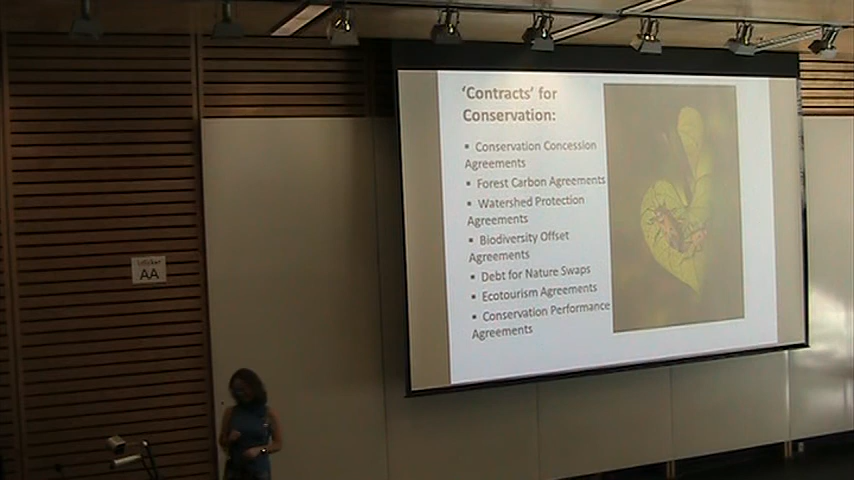 'Contracts' for
Conservation:
▪ Conservation Concession
Agreements
▪ Forest Carbon Agreements
▪ Watershed Protection
Agreements
▪ Biodiversity Offset
Agreements
▪ Debt for Nature Swaps
▪ Ecotourism Agreements
▪ Conservation Performance
Agreements
AA